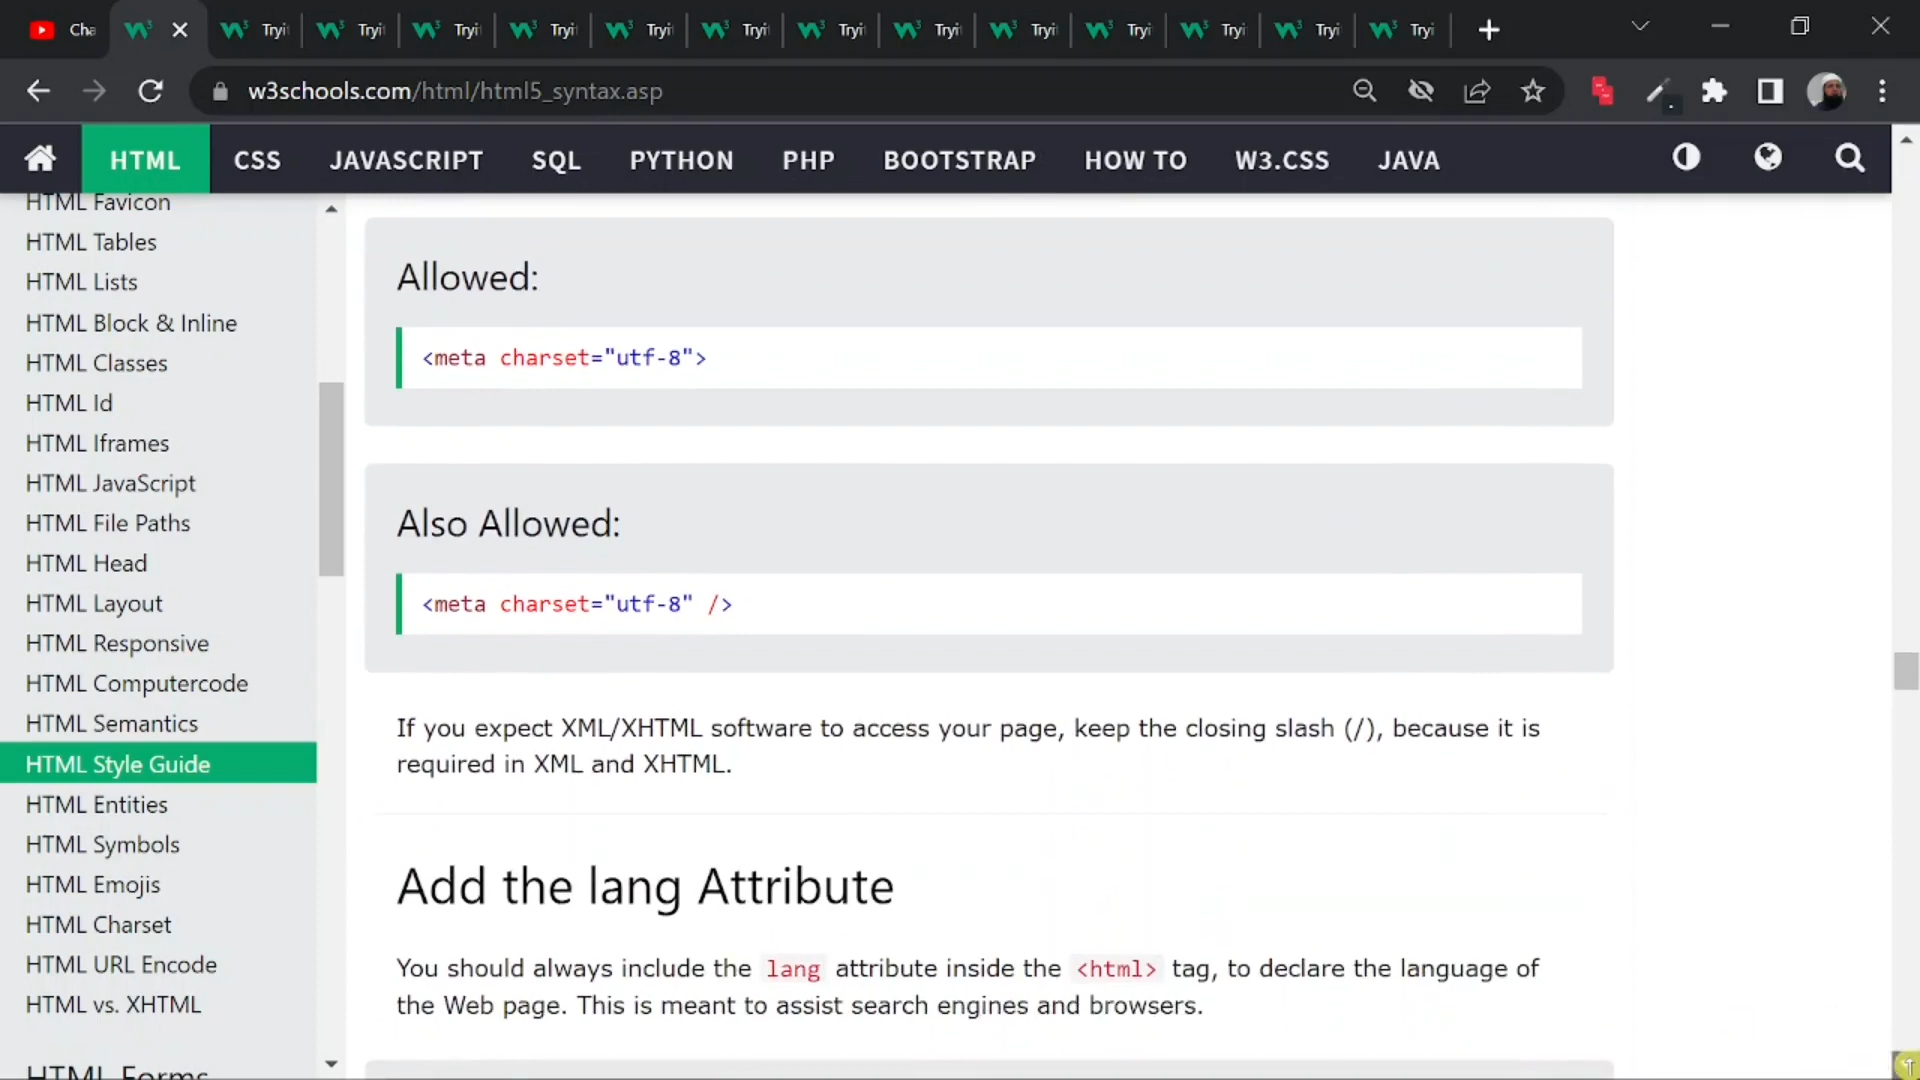 Cha
Tryi
Tryi
Tryi
Tryi
Tryi
Tryi
Tryi
Tryi
Tryi
Tryi
Tryi
Tryi
Tryi
w3schools.com/html/html5_syntax.asp
HTML CSS JAVASCRIPT SQL PYTHON PHP BOOTSTRAP HOW TO W3.CSS JAVA
HTML Favicon
HTML Tables
HTML Lists
HTML Block & Inline
HTML Classes
HTML Id
HTML Iframes
HTML JavaScript
HTML File Paths
HTML Head
HTML Layout
HTML Responsive
HTML Computercode
HTML Semantics
HTML Style Guide
HTML Entities
HTML Symbols
HTML Emojis
HTML Charset
HTML URL Encode
HTML vs. XHTML
HTML Forms
Allowed:
<meta charset="utf-8">
Also Allowed:
<meta charset="utf-8" />
If you expect XML/XHTML software to access your page, keep the closing slash (/), because it is
required in XML and XHTML.
Add the lang Attribute
You should always include the lang attribute inside the <html> tag, to declare the language of
the Web page. This is meant to assist search engines and browsers.